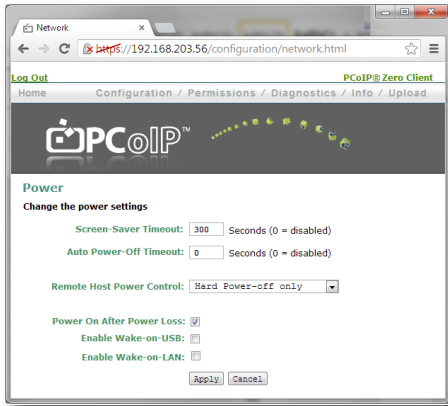 Network
https://192.168.203.56/configuration/network.html
Log Out PCoIP® Zero Client
Home Configuration / Permissions / Diagnostics / Info / Upload
PCoIP™
Power
Change the power settings
Screen-Saver Timeout: 300 Seconds (0 = disabled)
Auto Power-Off Timeout: 0 Seconds (0 = disabled)
Remote Host Power Control: Hard Power-off only
Power On After Power Loss:
Enable Wake-on-USB:
Enable Wake-on-LAN:
Apply Cancel